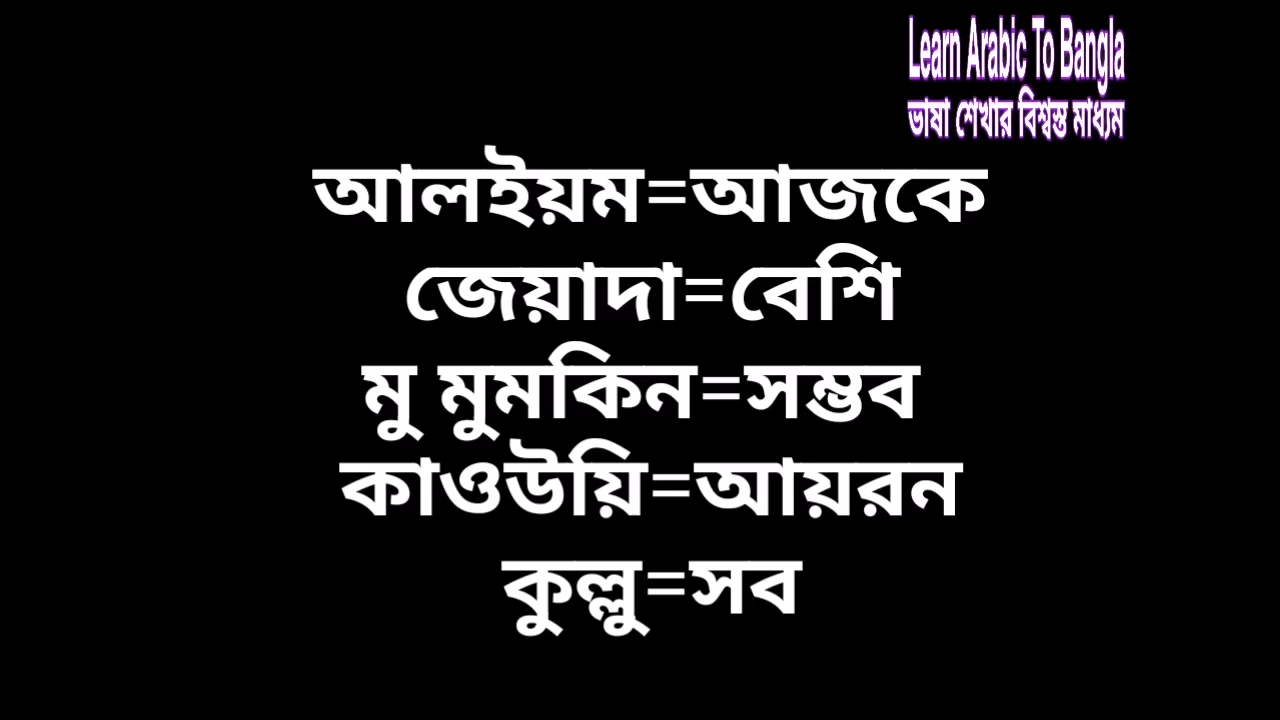 Learn Arabic To Bangla
ভাষা শেখার বিশ্বস্ত মাধ্যম
আলইয়ম=আজকে
জেয়াদা=বেশি
মু মুমকিন=সম্ভব
কাওউয়ি=আয়রন
কুল্লু=সব